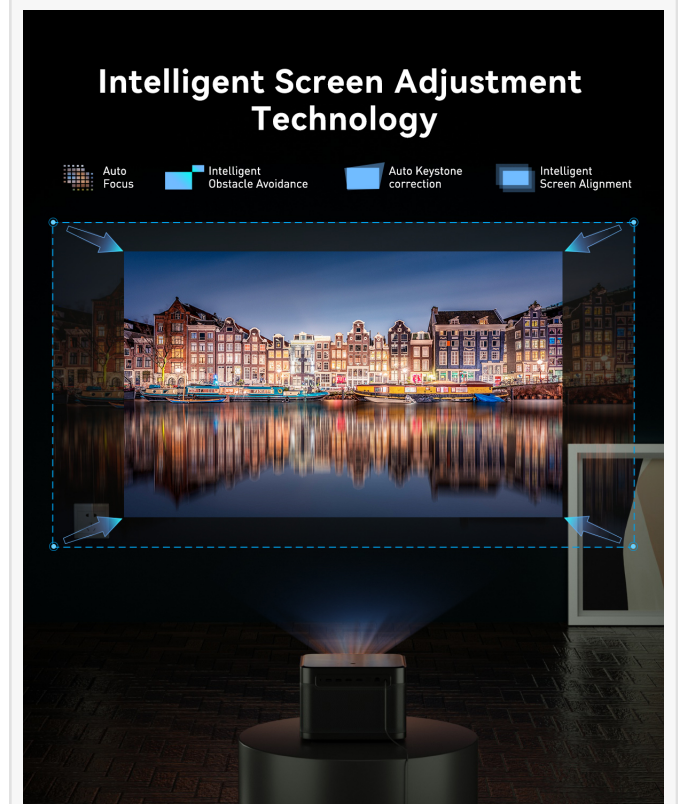 Intelligent Screen Adjustment
Technology
Auto
Focus
Intelligent
Obstacle Avoidance
Auto Keystone
correction
Intelligent
Screen Alignment